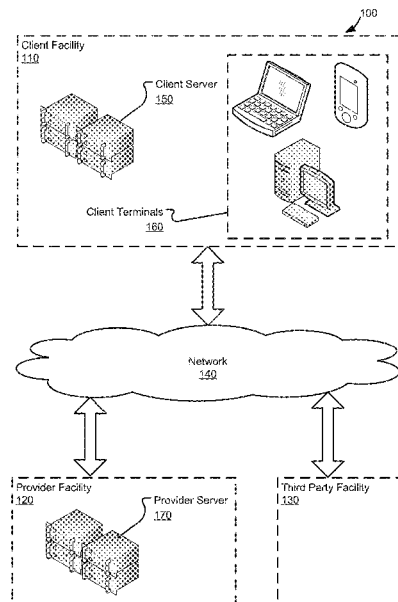 100
Client Facility
110
Client Server
150
Client Terminals
160
Network
140
Provider Facility
120
Provider Server
170
Third Party Facility
130